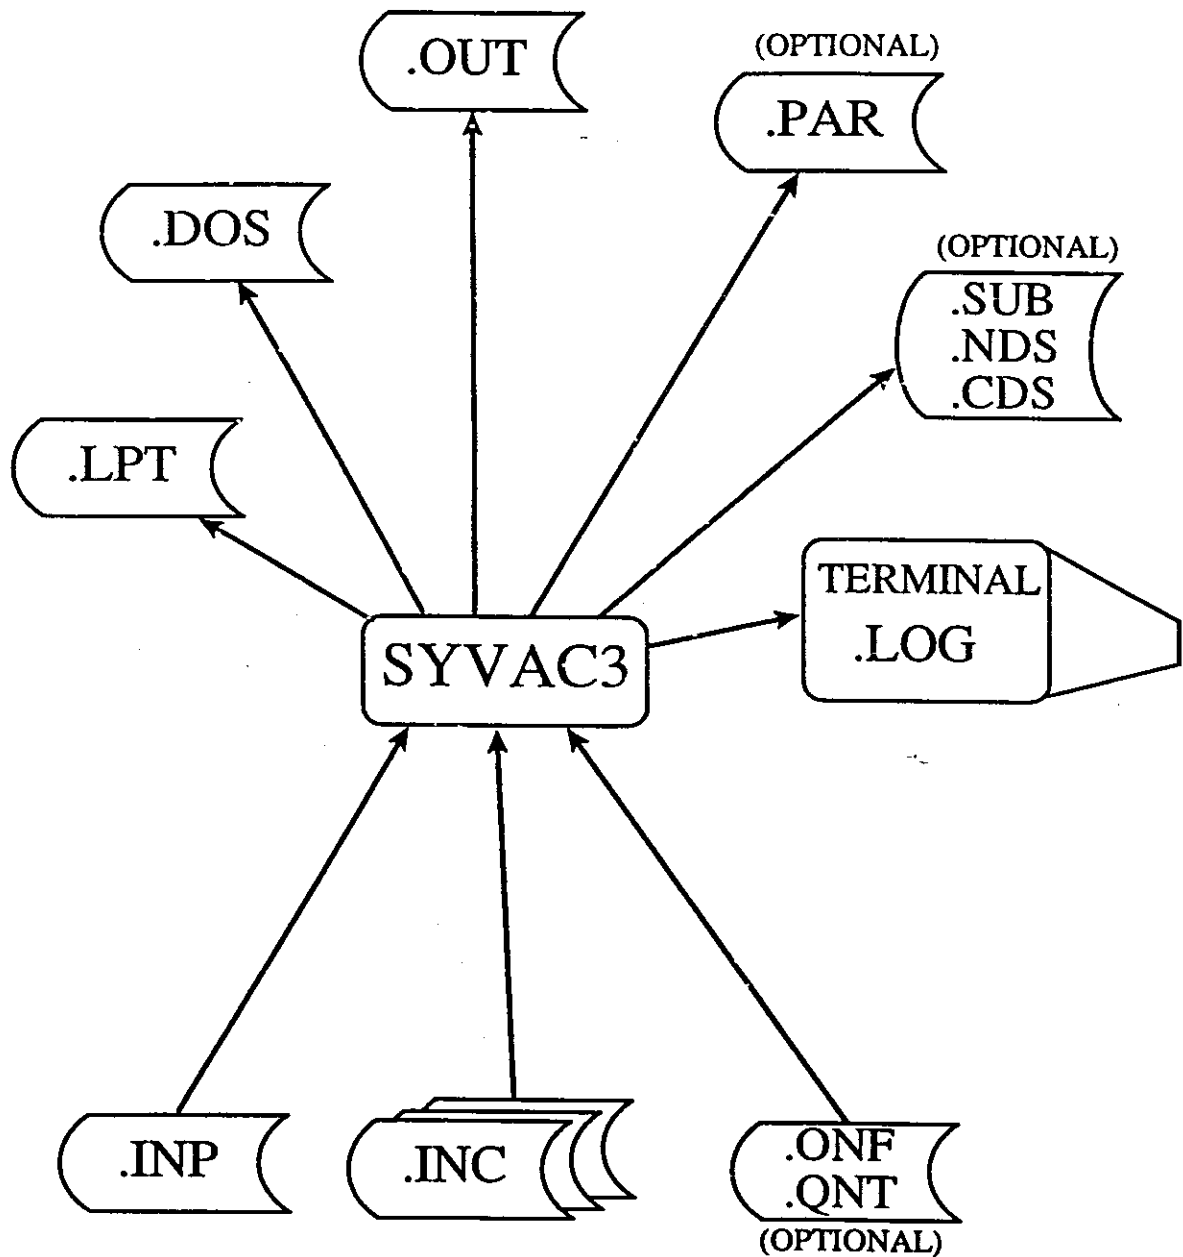 .OUT
(OPTIONAL)
.PAR
.DOS
(OPTIONAL)
.SUB
.NDS
.CDS
.LPT
TERMINAL
.LOG
SYVAC3
.INP
.INC
.ONF
.QNT
(OPTIONAL)